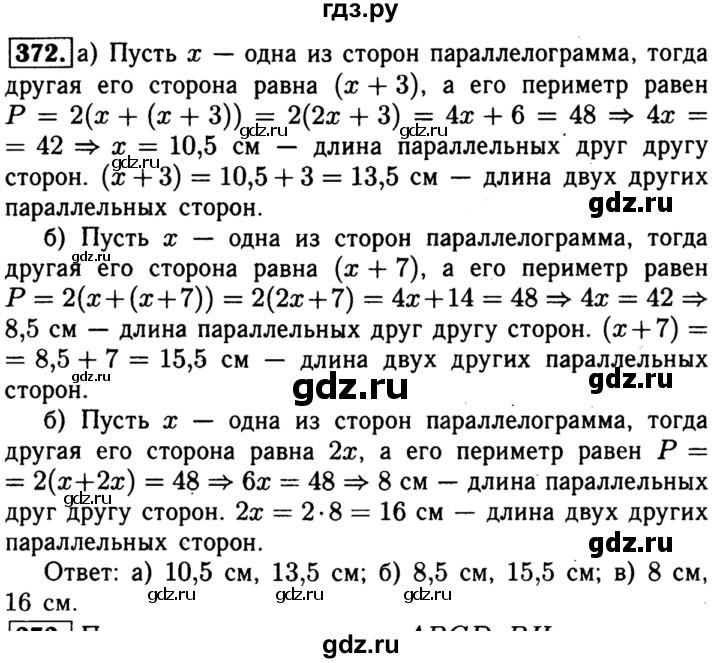 гдз.ру
372. а) Пусть x — одна из сторон параллелограмма, тогда
другая его сторона равна (x + 3), а его периметр равен
P = 2(x + (x + 3)) = 2(2x + 3) = 4x + 6 = 48 ⇒ 4x =
gdz.ru gdz.ru gdz.ru
= 42 ⇒ x = 10,5 см — длина параллельных друг другу
gdz.ru
сторон. (x + 3) = 10,5 + 3 = 13,5 см — длина двух других
параллельных сторон.
gdz.ru
б) Пусть x — одна из сторон параллелограмма, тогда
gdz.ru
другая его сторона равна (x + 7), а его периметр равен
P = 2(x+(x+7)) = 2(2x+7) = 4x+14 = 48 ⇒ 4x = 42 ⇒
8,5 см — длина параллельных друг другу сторон. (x+7) =
= 8,5 + 7 = 15,5 см — длина двух других параллельных
gdz.ru gdz.ru
сторон.
б) Пусть x — одна из сторон параллелограмма, тогда
другая его сторона равна 2x, а его периметр равен P =
= 2(x+2x) = 48 ⇒ 6x = 48 ⇒ 8 см — длина параллельных
gdz.ru
друг другу сторон. 2x = 2·8 = 16 см — длина двух других
параллельных сторон.
gdz.ru
Ответ: а) 10,5 см, 13,5 см; б) 8,5 см, 15,5 см; в) 8 см,
gdz.ru gdz.ru gdz.ru
16 см.
gdz.ru